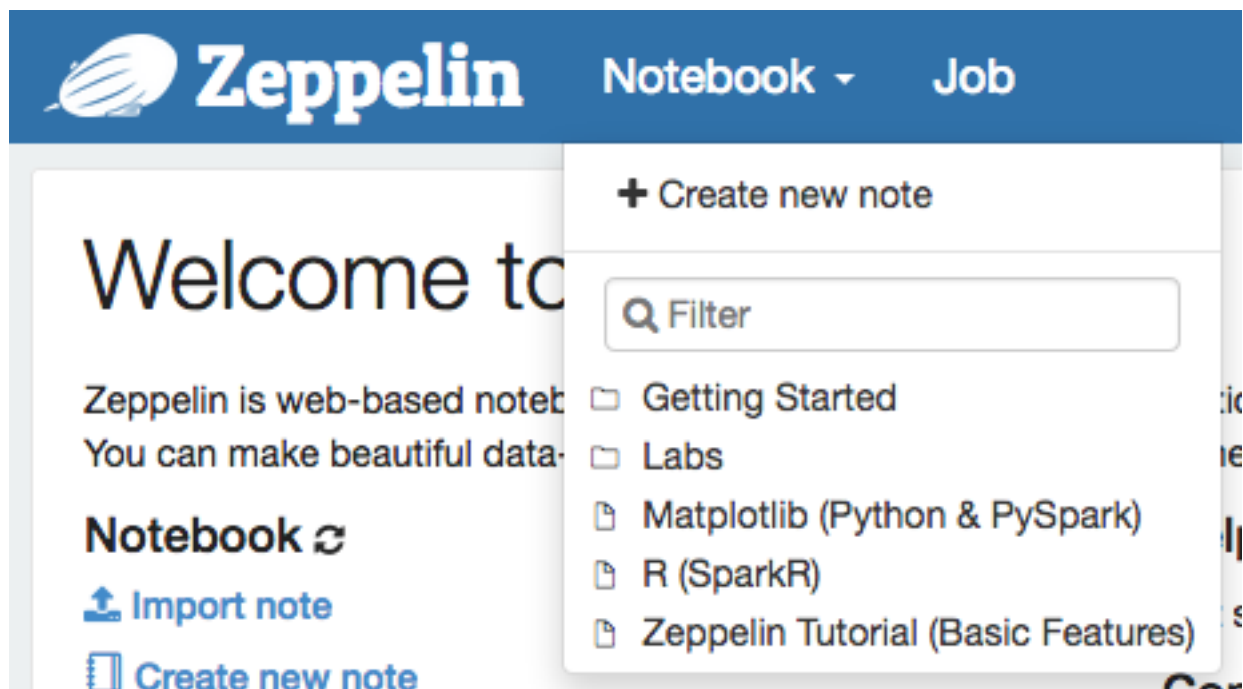 Zeppelin Notebook Job
Create new note
Filter
Getting Started
Labs
Matplotlib (Python & PySpark)
R (SparkR)
Zeppelin Tutorial (Basic Features)
Welcome to
Zeppelin is web-based
You can make beautiful data-
Notebook
Import note
Create new note